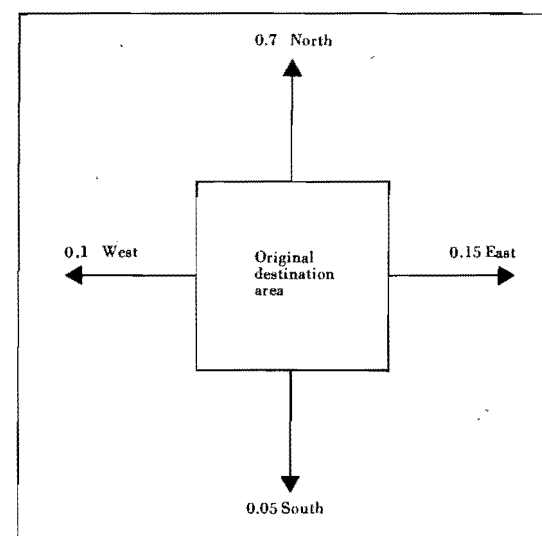 0.7 North
0.1 West
Original
destination
area
0.15 East
0.05 South